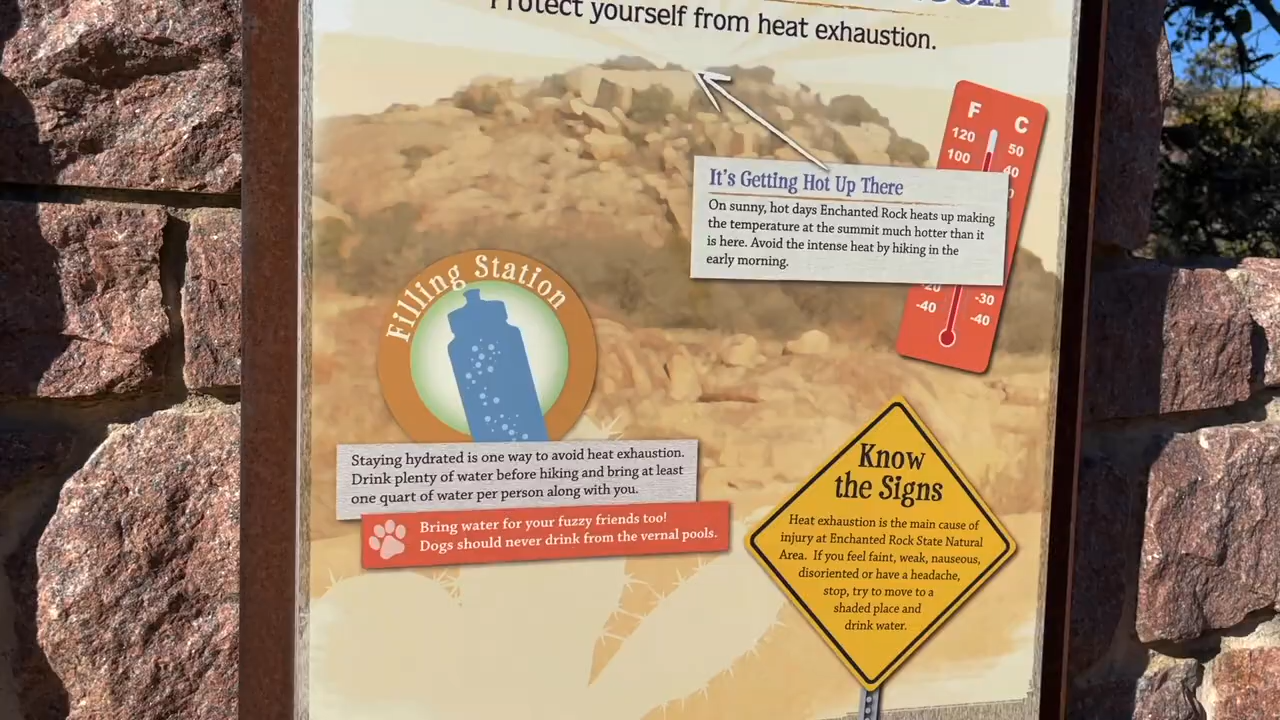 Protect yourself from heat exhaustion.
F C
120 50
100 40
It's Getting Hot Up There
On sunny, hot days Enchanted Rock heats up making
the temperature at the summit much hotter than it
is here. Avoid the intense heat by hiking in the
early morning.
-30
-40 -40
Filling Station
Staying hydrated is one way to avoid heat exhaustion.
Drink plenty of water before hiking and bring at least
one quart of water per person along with you.
Bring water for your fuzzy friends too!
Dogs should never drink from the vernal pools.
Know
the Signs
Heat exhaustion is the main cause of
injury at Enchanted Rock State Natural
Area. If you feel faint, weak, nauseous,
disoriented or have a headache,
stop, try to move to a
shaded place and
drink water.